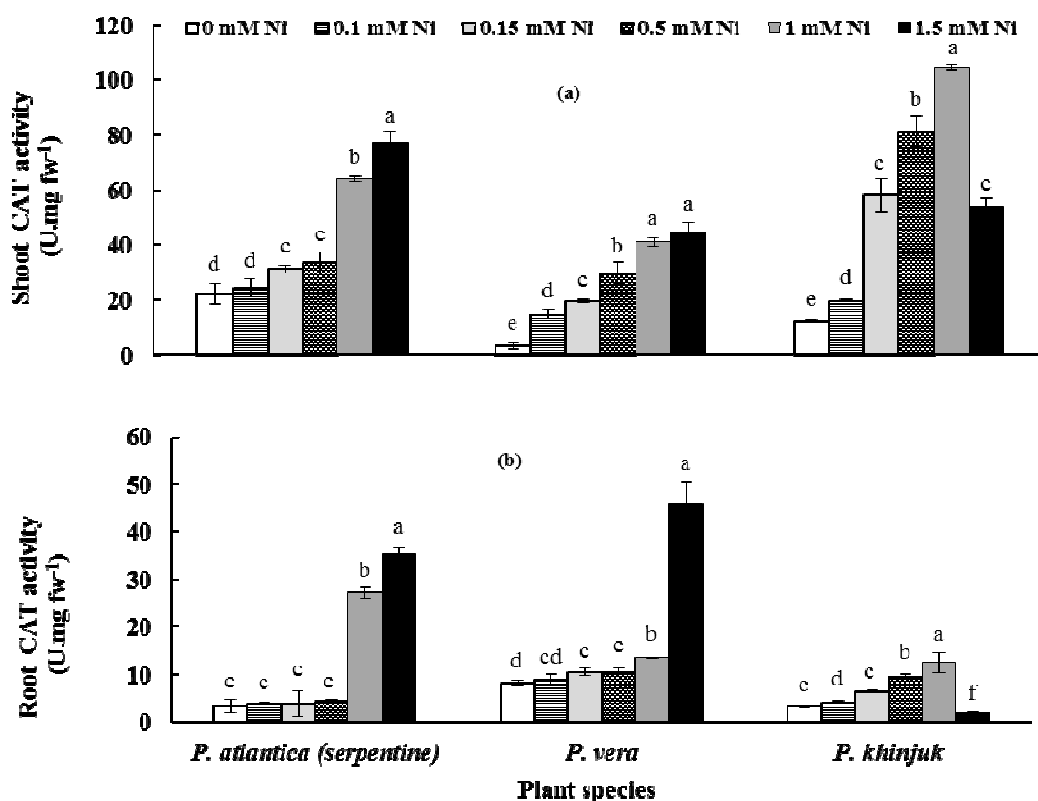 0 mM Ni 0.1 mM Ni 0.15 mM Ni 0.5 mM Ni 1 mM Ni 1.5 mM Ni
(a)
Shoot CAT activity
(U.mg fw-1)
120
100
80
60
40
20
0
d d c c b a
e d c b a a
e d c b a c
(b)
Root CAT activity
(U.mg fw-1)
60
50
40
30
20
10
0
c c c c b a
d cd c c b a
e d c b a f
P. atlantica (serpentine) P. vera P. khinjuk
Plant species